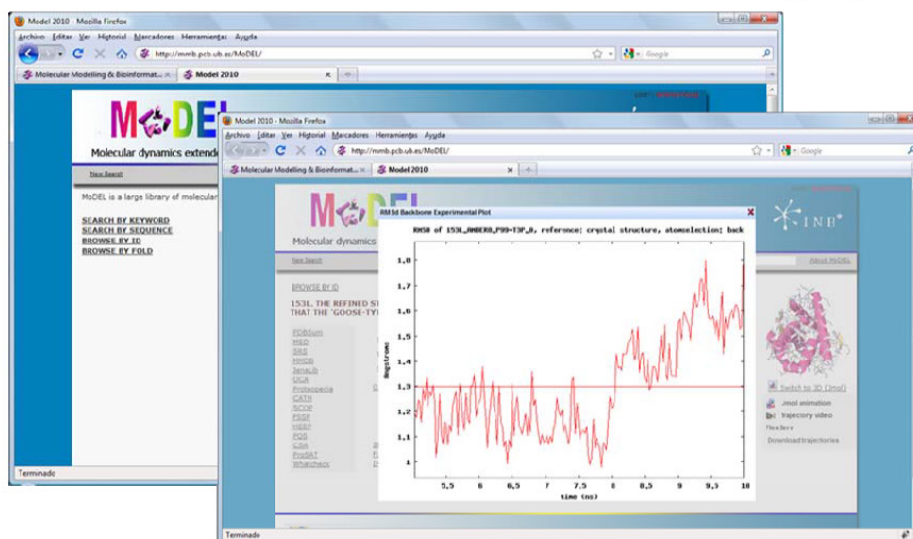 Model 2010 - Mozilla Firefox
Archivo Editar Ver Historial Marcadores Herramientas Ayuda
http://mmb.pcb.ub.es/MoDEL/
Google
Molecular Modelling & Bioinformat...
Model 2010
MoDEL
Molecular dynamics extende
New Search
MoDEL is a large library of molecular
SEARCH BY KEYWORD
SEARCH BY SEQUENCE
BROWSE BY ID
BROWSE BY FOLD
Terminado
Model 2010 - Mozilla Firefox
Archivo Editar Ver Historial Marcadores Herramientas Ayuda
http://mmb.pcb.ub.es/MoDEL/
Google
Molecular Modelling & Bioinformat...
Model 2010
Molecular dynamics
INB
New Search
About MoDEL
BROWSE BY ID
153L. THE REFINED S
THAT THE 'GOOSE-TY
PDBSum
MSD
SRS
MMDB
JenaLib
OCA
Proteopedia
CATH
SCOP
FSSP
HSSP
PQS
CSA
ProSAT
Whatcheck
RMSd Backbone Experimental Plot
RMSD of 153L,AMBER8,P99-T3P,B, reference: crystal structure, atomselection: back
Angstroms
1,8
1,7
1,6
1,5
1,4
1,3
1,2
1,1
1
5,5 6 6,5 7 7,5 8 8,5 9 9,5 10
time (ns)
Switch to 3D (Jmol)
Jmol animation
trajectory video
Download trajectories
Terminado